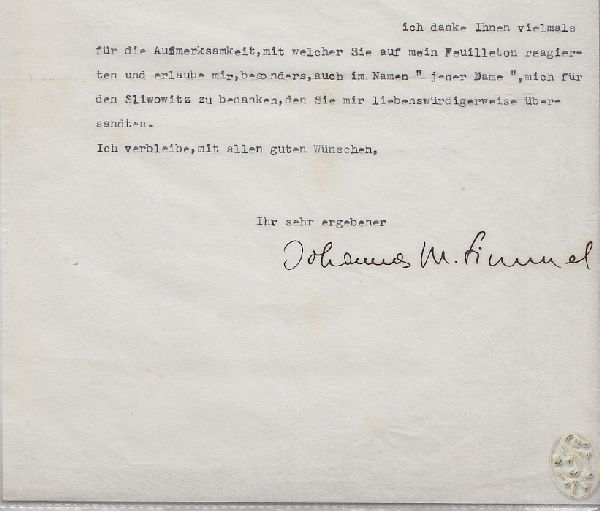 ich danke Ihnen vielmals
für die Aufmerksamkeit,mit welcher Sie auf mein Feuilleton reagier-
ten und erlaube mir,besonders,auch im Namen " jener Dame ",mich für
den Sliwowitz zu bedanken,den Sie mir liebenswürdigerweise über-
sandten.
Ich verbleibe,mit allen guten Wünschen,
Ihr sehr ergebener
Johannes M. Simmel